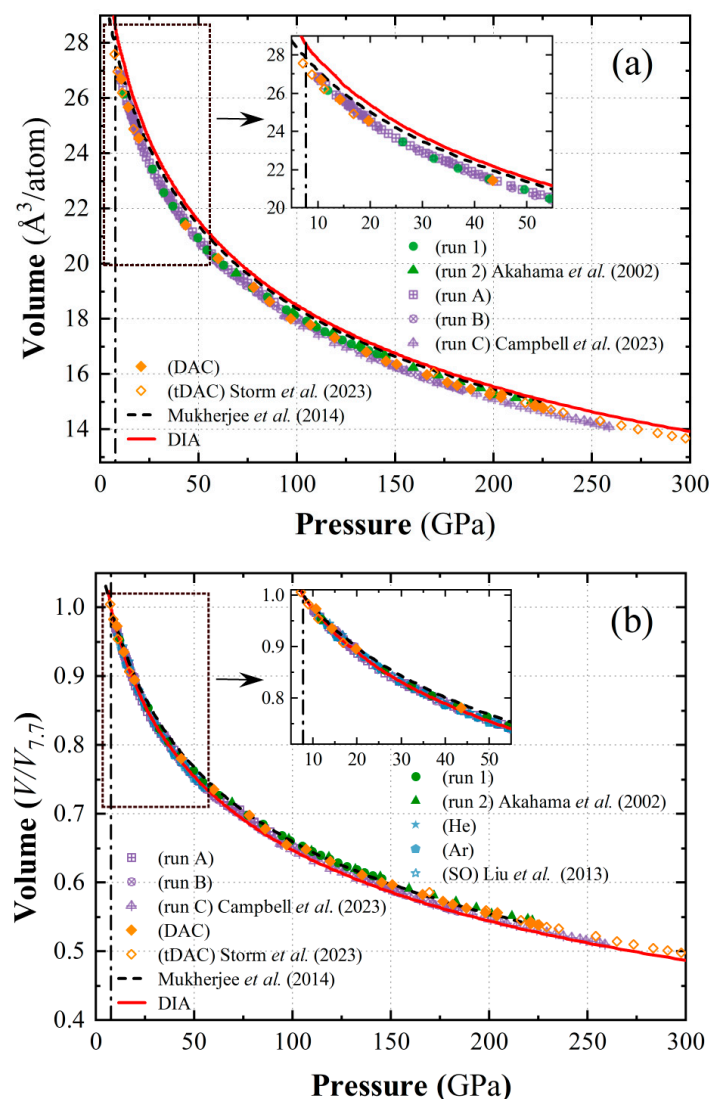 (a)
28
26
24
22
20
18
16
14
Volume (Å³/atom)
29
28
27
26
25
24
23
22
21
20
10 20 30 40 50
(run 1)
(run 2) Akahama et al. (2002)
(run A)
(run B)
(run C) Campbell et al. (2023)
(DAC)
(tDAC) Storm et al. (2023)
Mukherjee et al. (2014)
DIA
0 50 100 150 200 250 300
Pressure (GPa)
(b)
1.0
0.9
0.8
0.7
0.6
0.5
0.4
Volume (V/V7.7)
1.0
0.9
0.8
10 20 30 40 50
(run 1)
(run 2) Akahama et al. (2002)
(He)
(Ar)
(SO) Liu et al. (2013)
(run A)
(run B)
(run C) Campbell et al. (2023)
(DAC)
(tDAC) Storm et al. (2023)
Mukherjee et al. (2014)
DIA
0 50 100 150 200 250 300
Pressure (GPa)